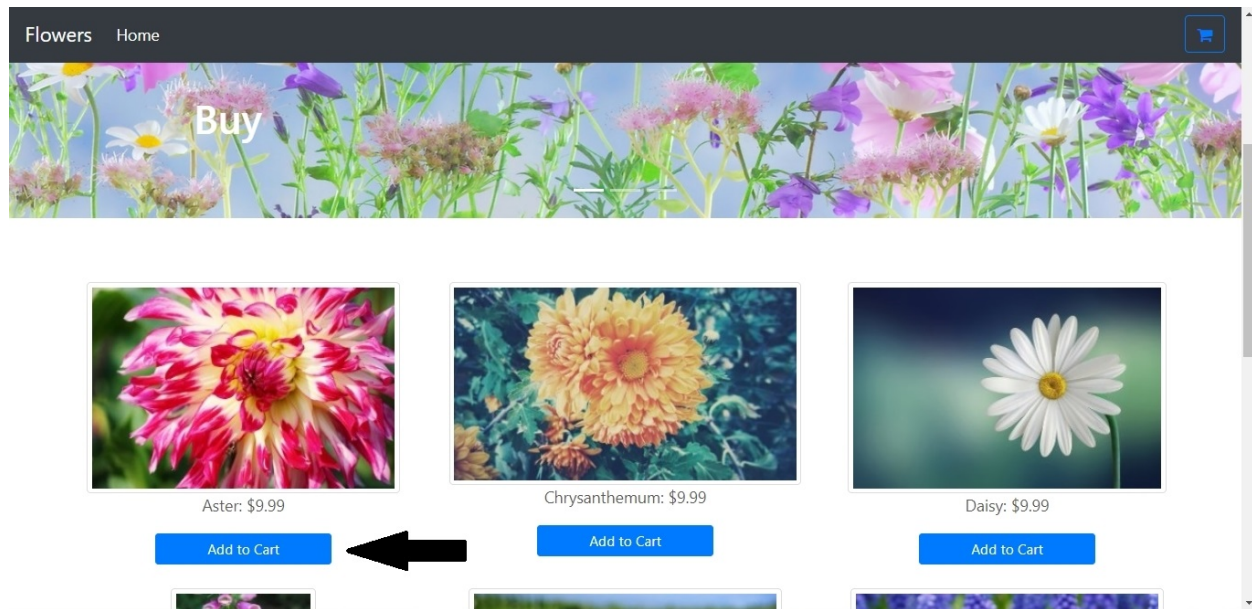 Flowers Home
Buy
Aster: $9.99
Chrysanthemum: $9.99
Daisy: $9.99
Add to Cart
Add to Cart
Add to Cart